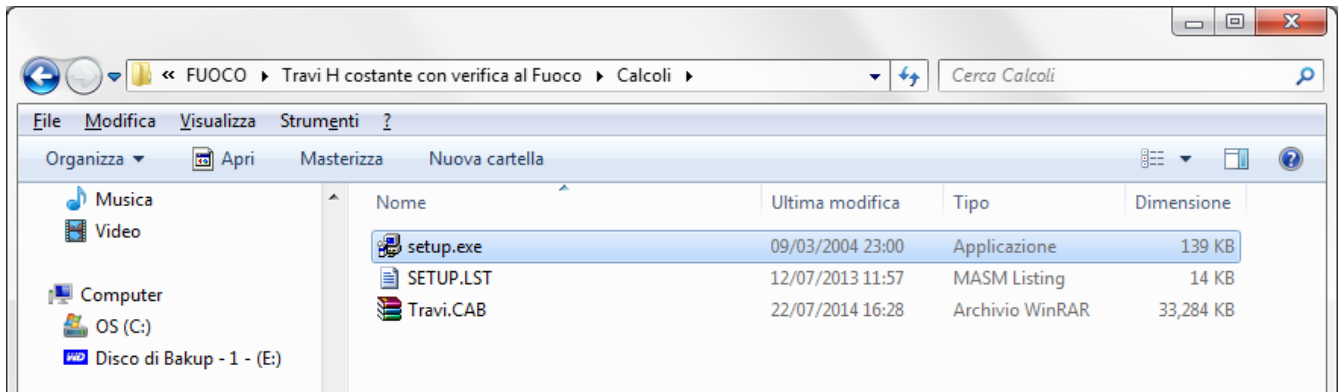 « FUOCO ▸ Travi H costante con verifica al Fuoco ▸ Calcoli ▸ Cerca Calcoli
File Modifica Visualizza Strumenti ?
Organizza Apri Masterizza Nuova cartella
Musica Nome Ultima modifica Tipo Dimensione
Video setup.exe 09/03/2004 23:00 Applicazione 139 KB
SETUP.LST 12/07/2013 11:57 MASM Listing 14 KB
Computer
OS (C:) Travi.CAB 22/07/2014 16:28 Archivio WinRAR 33,284 KB
WD Disco di Bakup - 1 - (E:)